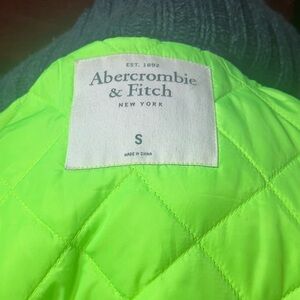 EST. 1892
Abercrombie
& Fitch
NEW YORK
S
MADE IN CHINA